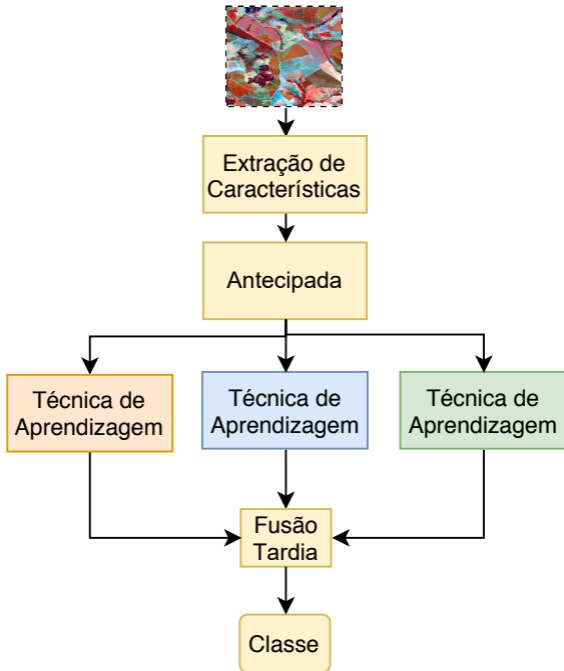 Extração de
Características
Antecipada
Técnica de
Aprendizagem
Técnica de
Aprendizagem
Técnica de
Aprendizagem
Fusão
Tardia
Classe